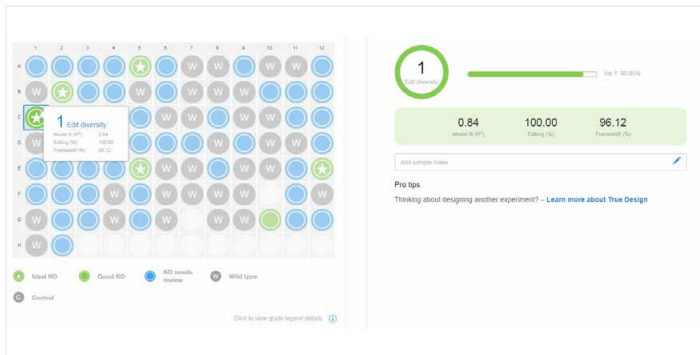 1 2 3 4 5 6 7 8 9 10 11 12
A W W W W
B W W W W W
C W W W
1 Edit diversity
Model fit (R²) 0.84
Editing (%) 100.00
Frameshift (%) 96.12
D W W W W W
E W W W W
F W W W W W
G W W W W W
H W
Ideal KO
Good KO
KO needs review
W Wild type
C Control
Click to view grade legend details.
1
Edit diversity
0.84 100.00 96.12
Model fit (R²) Editing (%) Frameshift (%)
Add sample notes
Pro tips
Thinking about designing another experiment? – Learn more about True Design